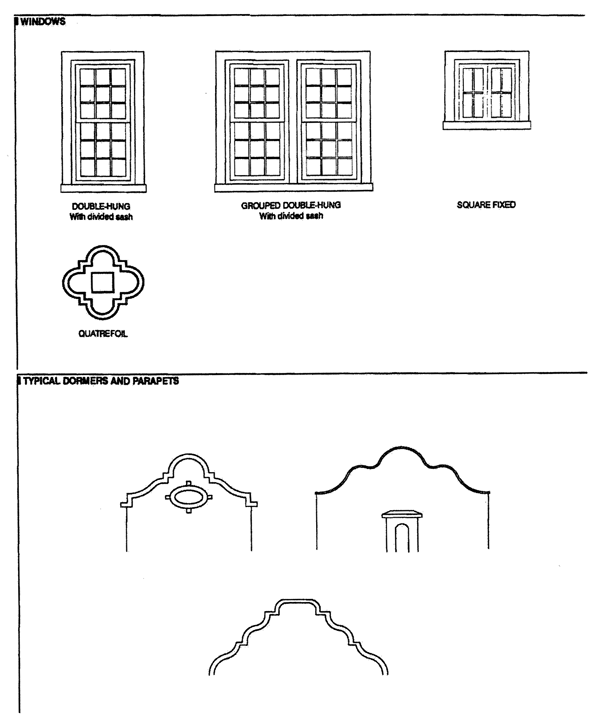 WINDOWS
DOUBLE-HUNG
With divided sash
GROUPED DOUBLE-HUNG
With divided sash
SQUARE FIXED
QUATREFOIL
TYPICAL DORMERS AND PARAPETS